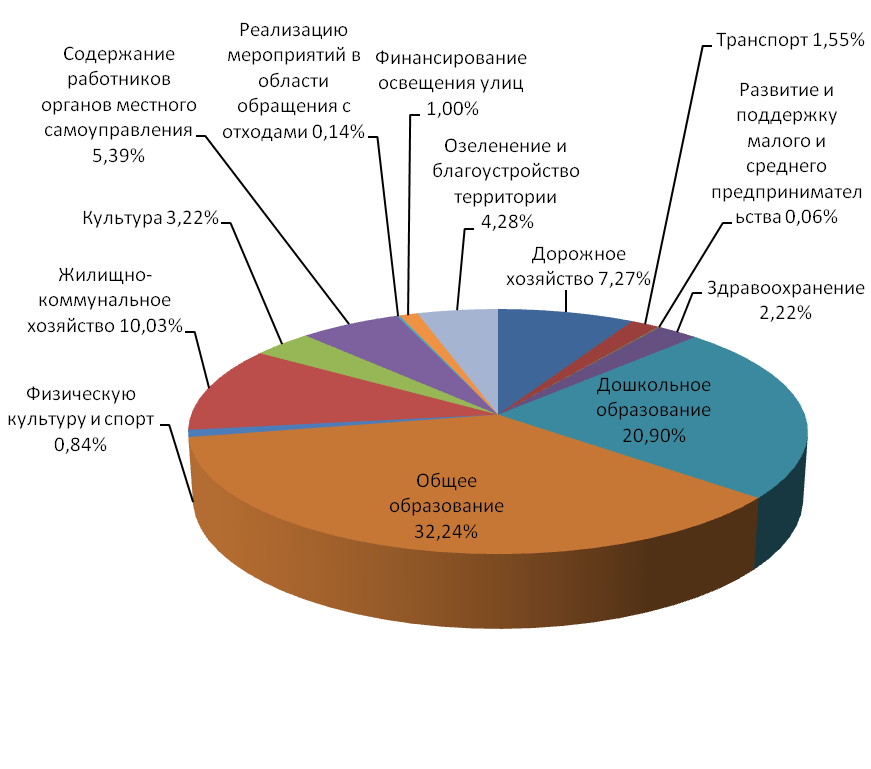 Реализацию
мероприятий в
области
обращения с
отходами 0,14%
Содержание
работников
органов местного
самоуправления
5,39%
Финансирование
освещения улиц
1,00%
Транспорт 1,55%
Развитие и
поддержку
малого и
среднего
предпринимател
ьства 0,06%
Озеленение и
благоустройство
территории
4,28%
Культура 3,22%
Дорожное
хозяйство 7,27%
Жилищно-
коммунальное
хозяйство 10,03%
Здравоохранение
2,22%
Физическую
культуру и спорт
0,84%
Дошкольное
образование
20,90%
Общее
образование
32,24%